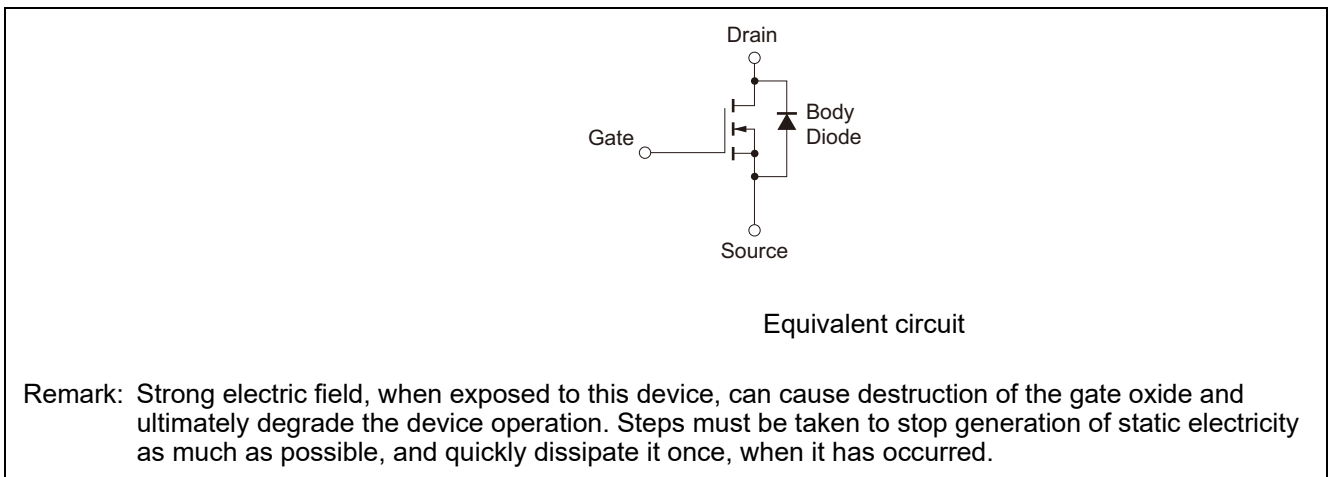 Drain
Body
Diode
Gate
Source
Equivalent circuit
Remark: Strong electric field, when exposed to this device, can cause destruction of the gate oxide and
ultimately degrade the device operation. Steps must be taken to stop generation of static electricity
as much as possible, and quickly dissipate it once, when it has occurred.